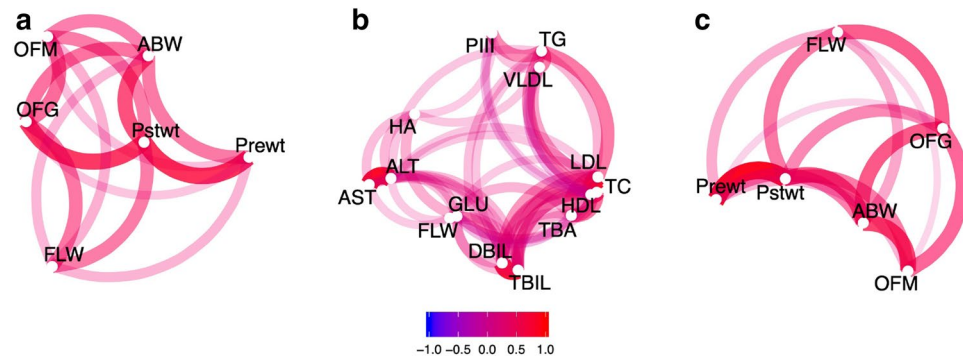 a
OFM
ABW
OFG
Pstwt
Prewt
FLW
b
PIII
TG
VLDL
HA
ALT
AST
LDL
TC
HDL
GLU
FLW
TBA
DBIL
TBIL
-1.0 -0.5 0.0 0.5 1.0
c
FLW
OFG
Prewt
Pstwt
ABW
OFM